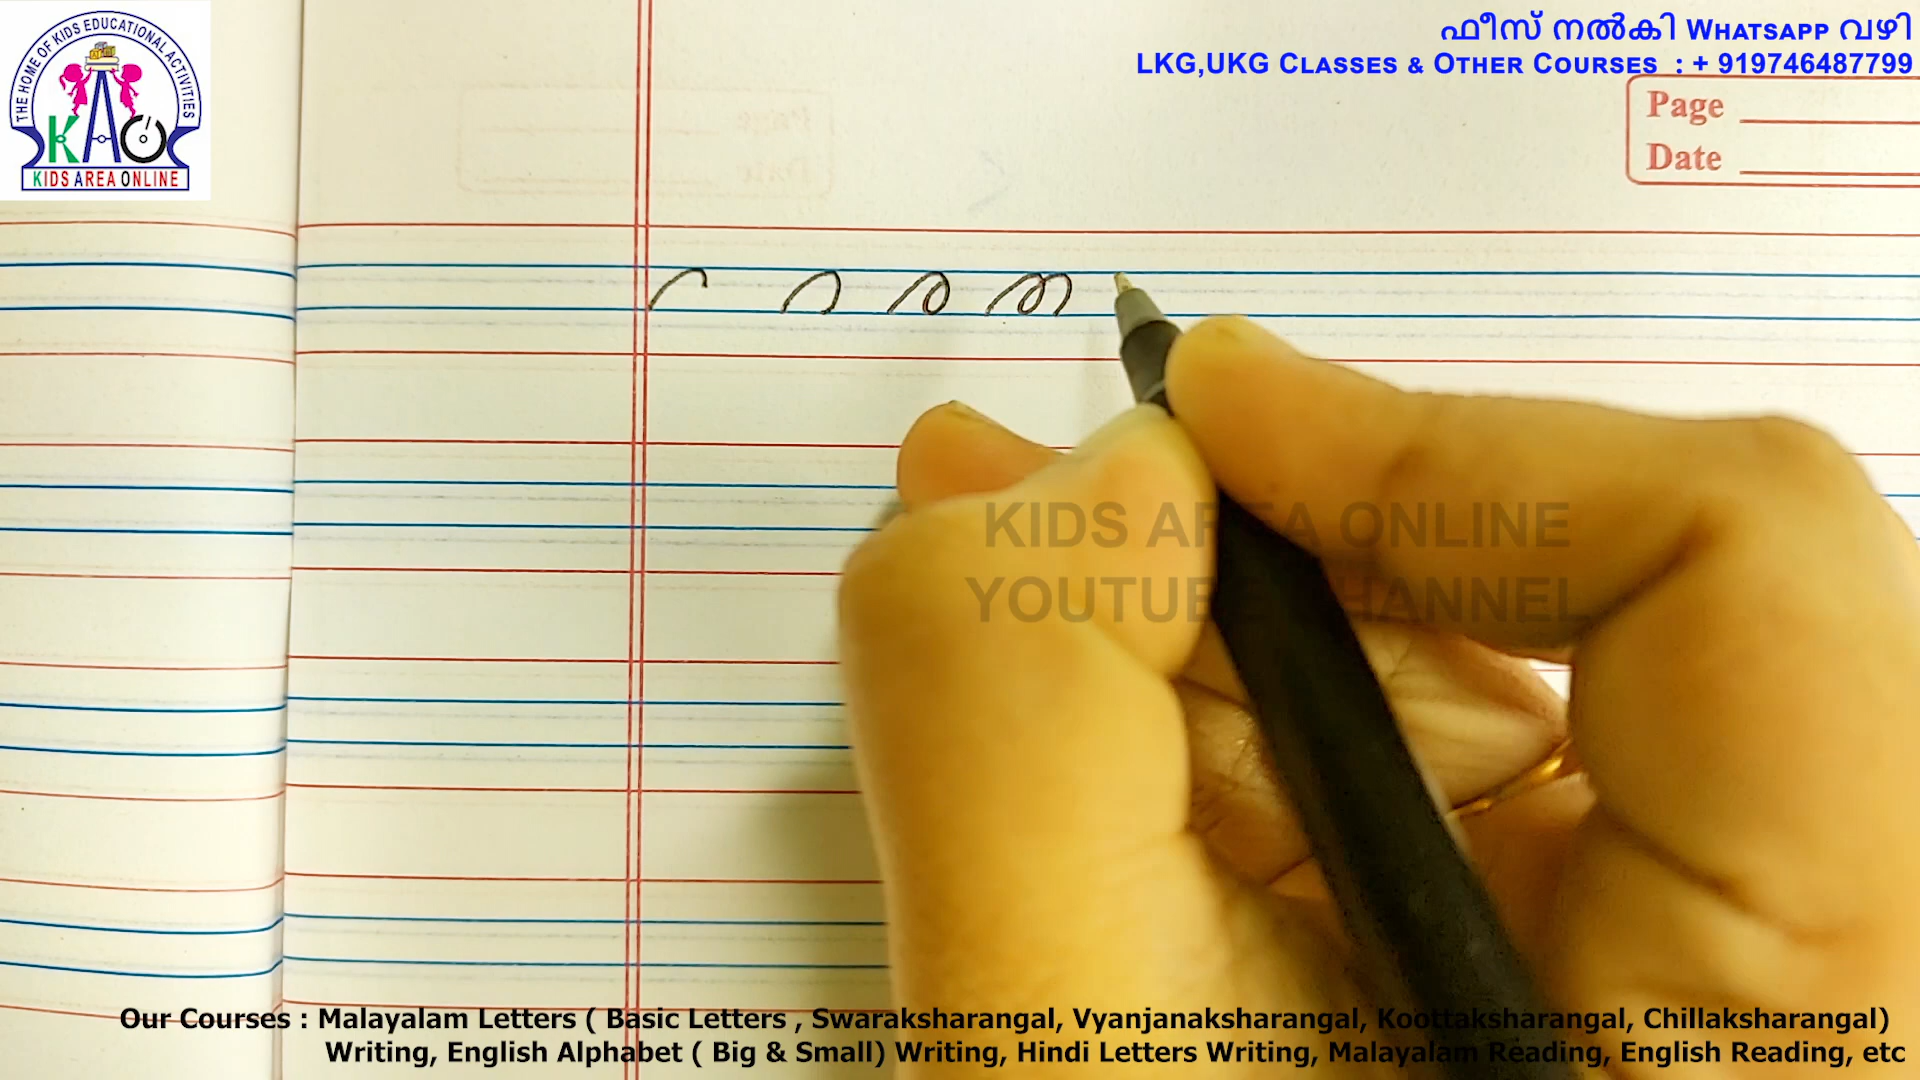 THE HOME OF KIDS EDUCATIONAL ACTIVITIES
KAO
KIDS AREA ONLINE
ഫീസ് നൽകി WHATSAPP വഴി
LKG,UKG CLASSES & OTHER COURSES : + 919746487799
Page
Date
KIDS AREA ONLINE
YOUTUBE CHANNEL
Our Courses : Malayalam Letters ( Basic Letters , Swaraksharangal, Vyanjanaksharangal, Koottaksharangal, Chillaksharangal)
Writing, English Alphabet ( Big & Small) Writing, Hindi Letters Writing, Malayalam Reading, English Reading, etc